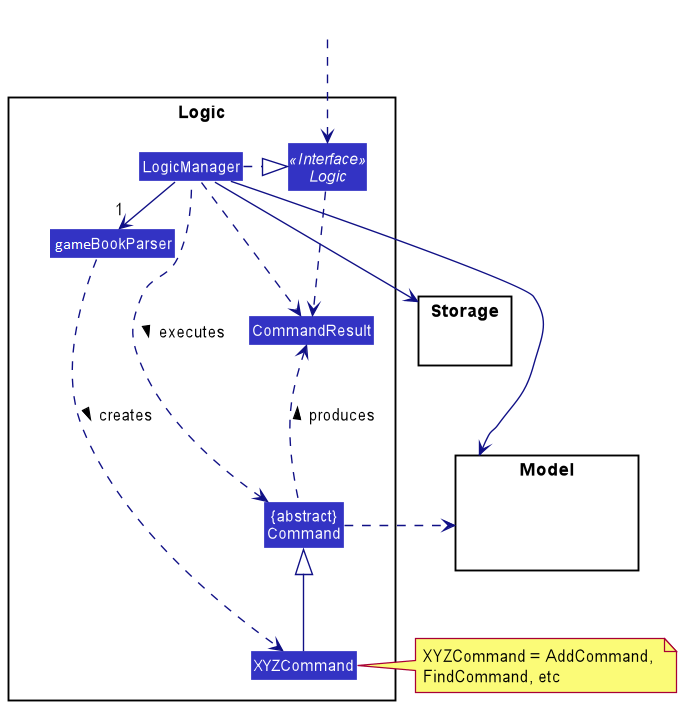 Logic
LogicManager
«Interface»
Logic
1
gameBookParser
Storage
CommandResult
executes
creates
produces
Model
{abstract}
Command
XYZCommand
XYZCommand = AddCommand,
FindCommand, etc